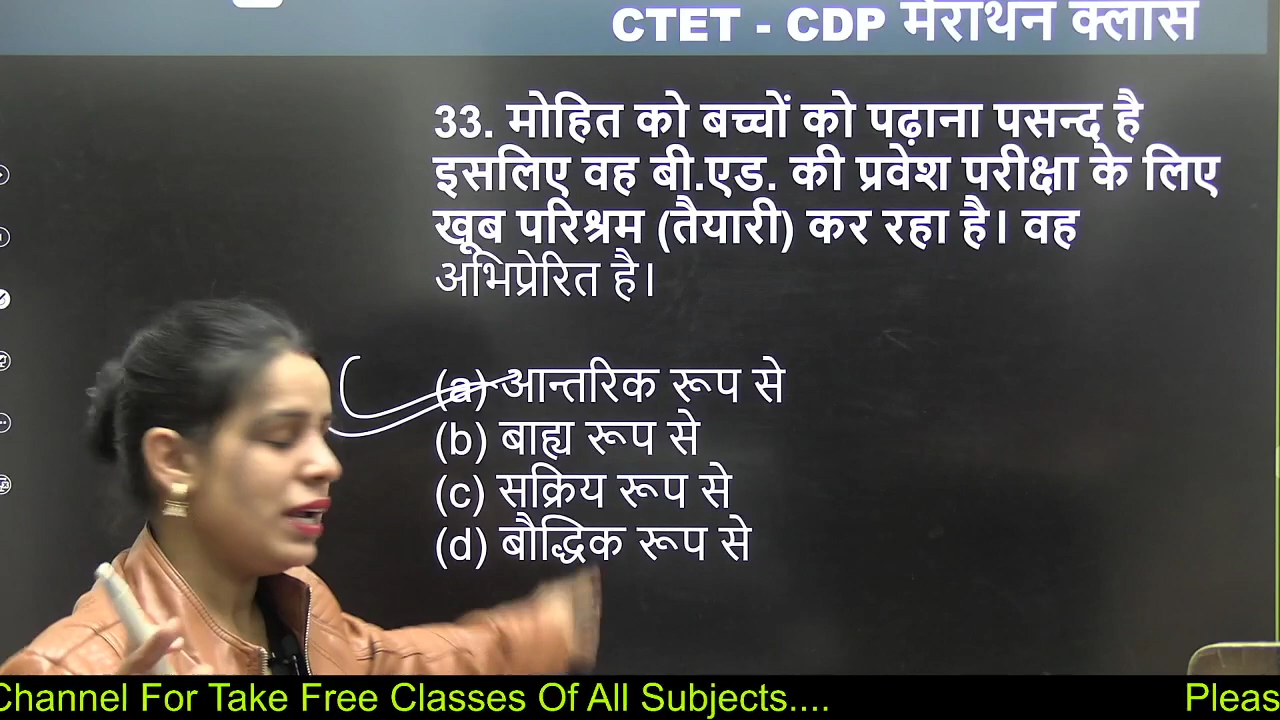 CTET - CDP मैराथन क्लास
33. मोहित को बच्चों को पढ़ाना पसन्द है
इसलिए वह बी.एड. की प्रवेश परीक्षा के लिए
खूब परिश्रम (तैयारी) कर रहा है। वह
अभिप्रेरित है।
(a) आन्तरिक रूप से
(b) बाह्य रूप से
(c) सक्रिय रूप से
(d) बौद्धिक रूप से
Channel For Take Free Classes Of All Subjects.... Pleas